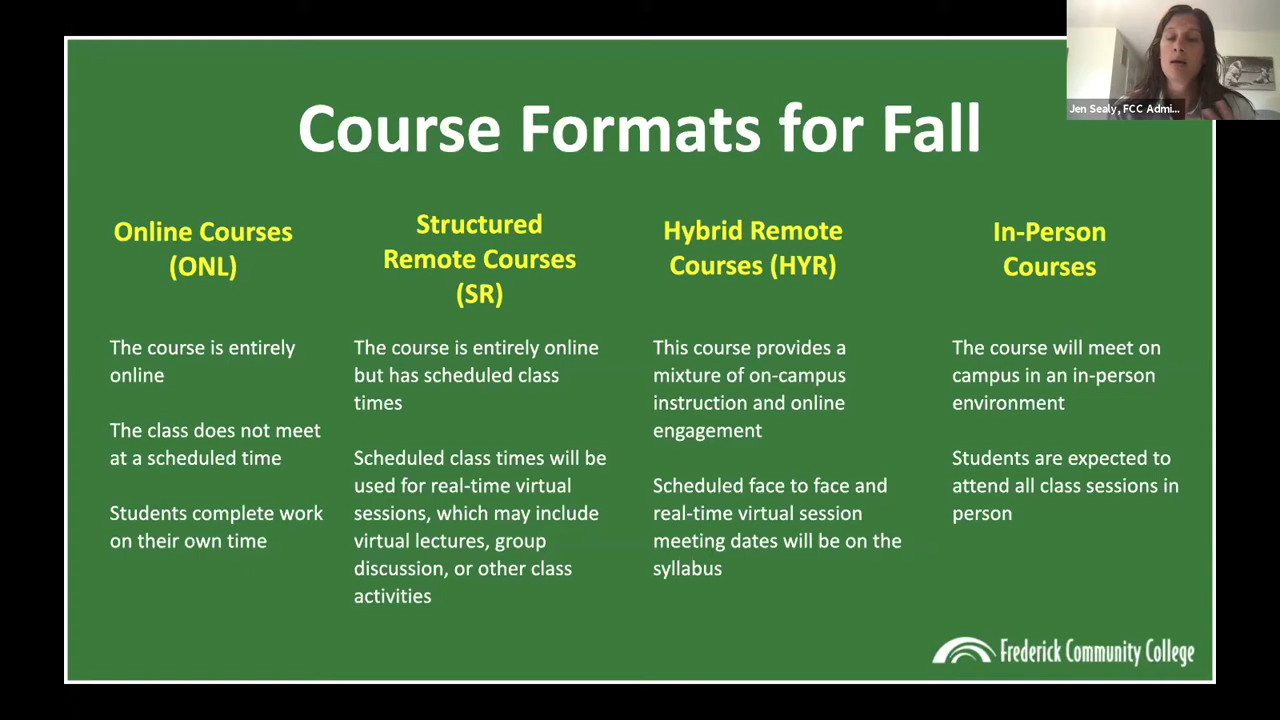 Jen Sealy, FCC Admi...
Course Formats for Fall
Online Courses
(ONL)
The course is entirely
online
The class does not meet
at a scheduled time
Students complete work
on their own time
Structured
Remote Courses
(SR)
The course is entirely online
but has scheduled class
times
Scheduled class times will be
used for real-time virtual
sessions, which may include
virtual lectures, group
discussion, or other class
activities
Hybrid Remote
Courses (HYR)
This course provides a
mixture of on-campus
instruction and online
engagement
Scheduled face to face and
real-time virtual session
meeting dates will be on the
syllabus
In-Person
Courses
The course will meet on
campus in an in-person
environment
Students are expected to
attend all class sessions in
person
Frederick Community College